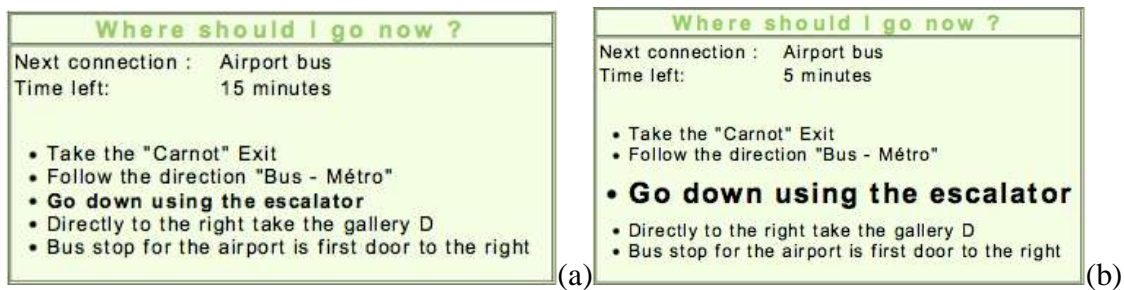 Where should I go now ?
Next connection : Airport bus
Time left: 15 minutes
• Take the "Carnot" Exit
• Follow the direction "Bus - Métro"
• Go down using the escalator
• Directly to the right take the gallery D
• Bus stop for the airport is first door to the right
(a)
Where should I go now ?
Next connection : Airport bus
Time left: 5 minutes
• Take the "Carnot" Exit
• Follow the direction "Bus - Métro"
• Go down using the escalator
• Directly to the right take the gallery D
• Bus stop for the airport is first door to the right
(b)